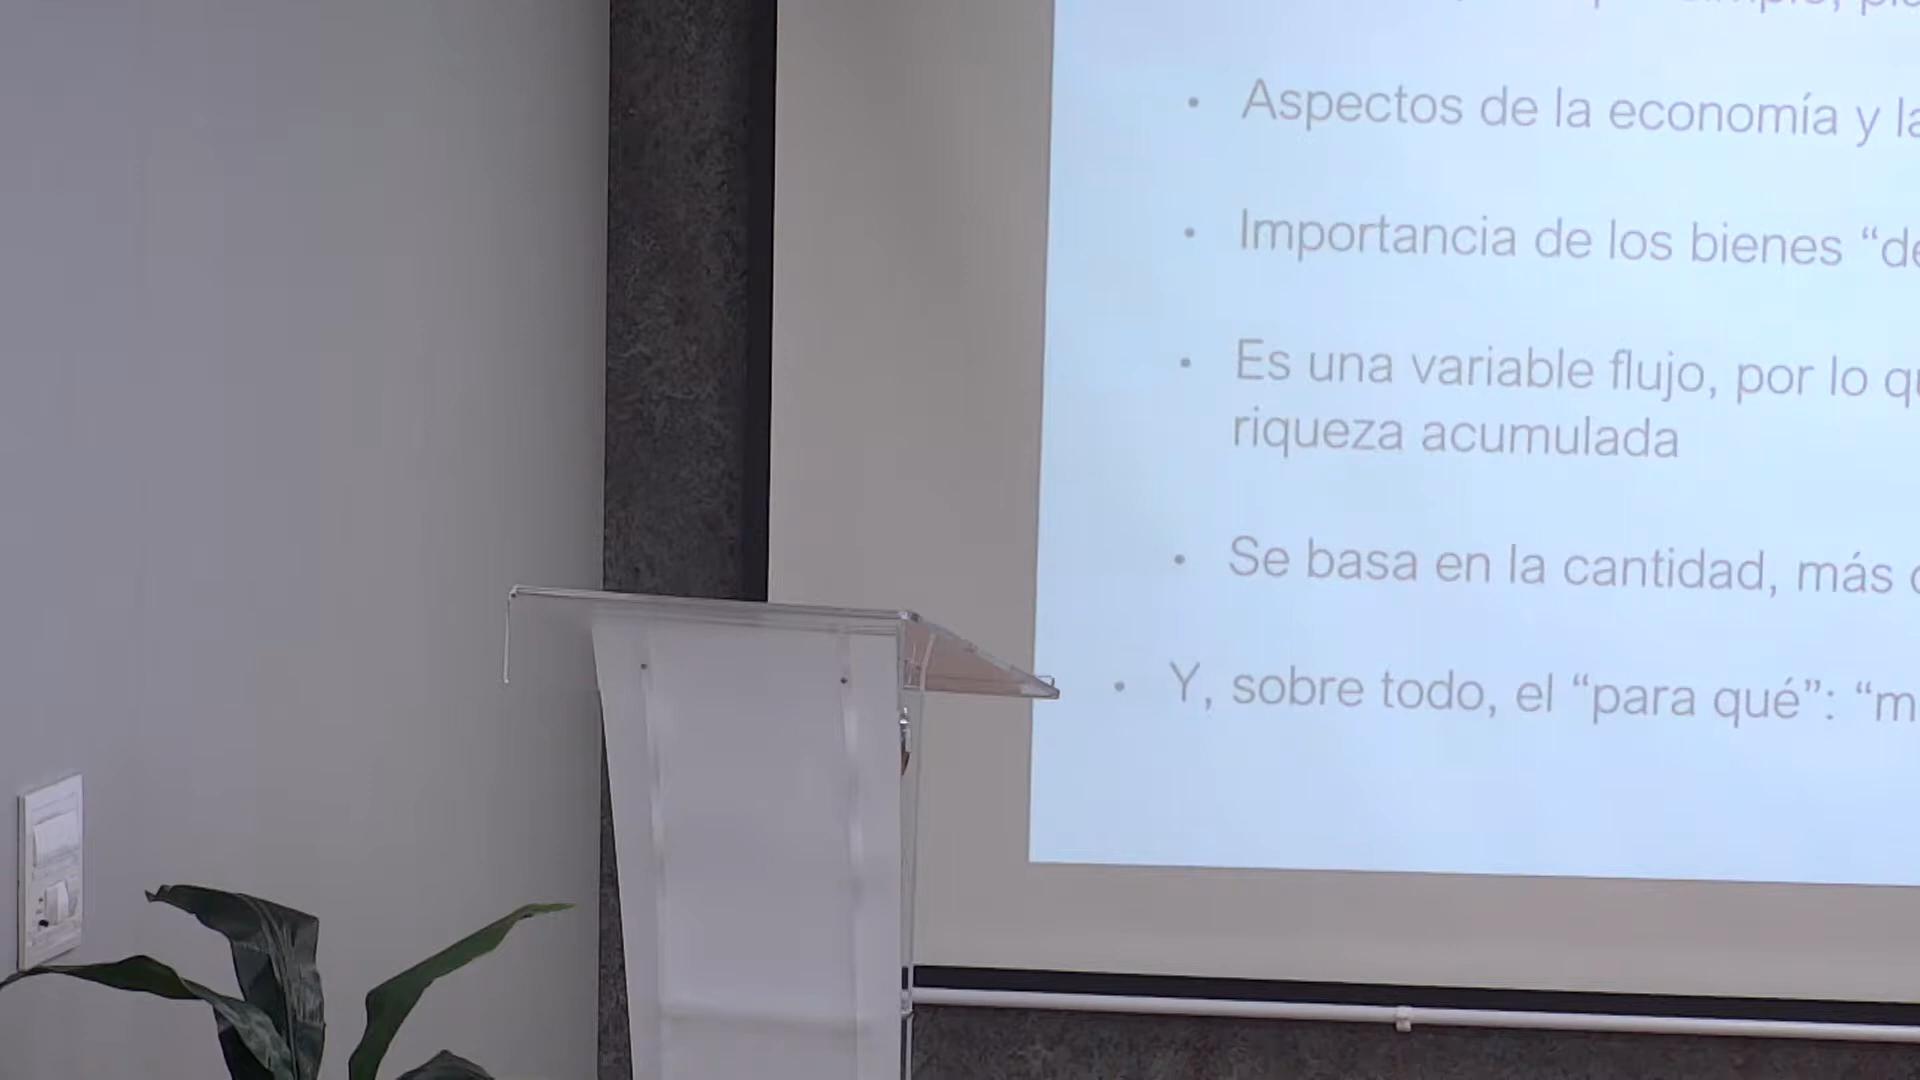 • Aspectos de la economía y la
• Importancia de los bienes “de
• Es una variable flujo, por lo qu
riqueza acumulada
• Se basa en la cantidad, más
• Y, sobre todo, el “para qué”: “m